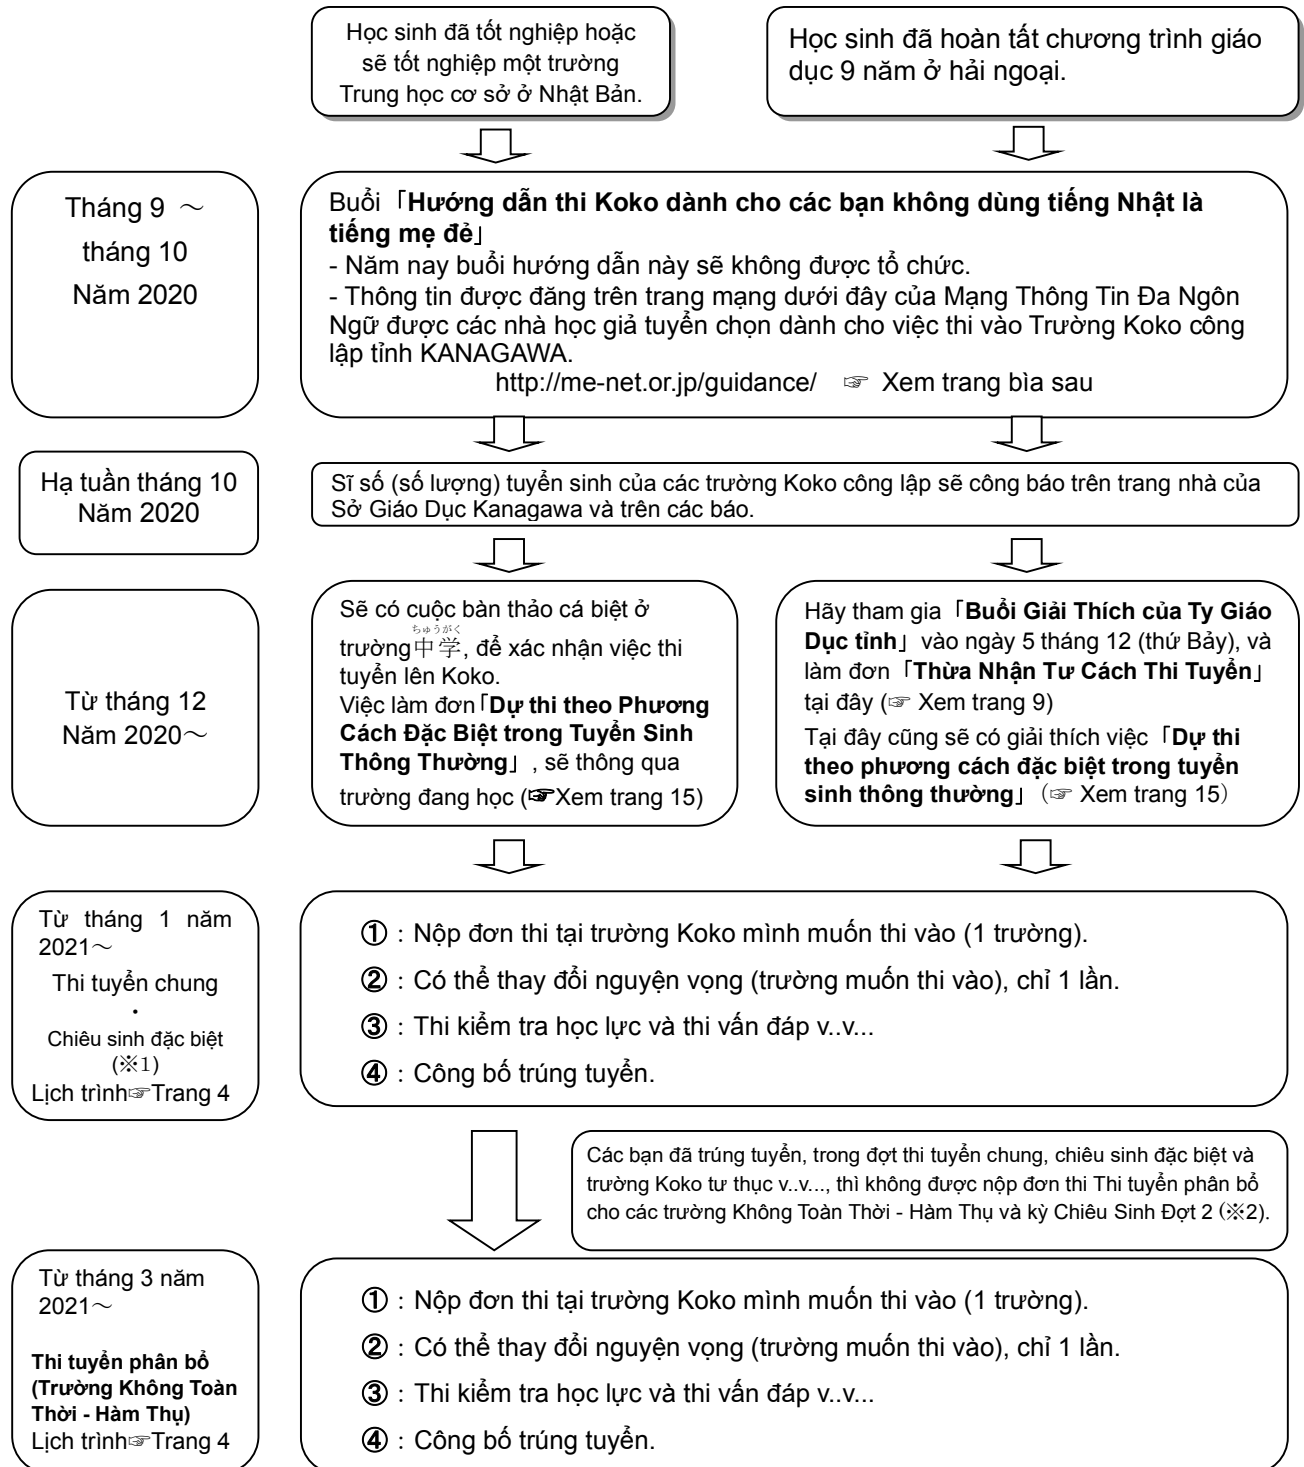 Học sinh đã tốt nghiệp hoặc
sẽ tốt nghiệp một trường
Trung học cơ sở ở Nhật Bản.
Học sinh đã hoàn tất chương trình giáo
dục 9 năm ở hải ngoại.
Tháng 9 ～
tháng 10
Năm 2020
Buổi「Hướng dẫn thi Koko dành cho các bạn không dùng tiếng Nhật là
tiếng mẹ đẻ」
- Năm nay buổi hướng dẫn này sẽ không được tổ chức.
- Thông tin được đăng trên trang mạng dưới đây của Mạng Thông Tin Đa Ngôn
Ngữ được các nhà học giả tuyển chọn dành cho việc thi vào Trường Koko công
lập tỉnh KANAGAWA.
http://me-net.or.jp/guidance/ ☞ Xem trang bìa sau
Hạ tuần tháng 10
Năm 2020
Sĩ số (số lượng) tuyển sinh của các trường Koko công lập sẽ công báo trên trang nhà của
Sở Giáo Dục Kanagawa và trên các báo.
Từ tháng 12
Năm 2020～
Sẽ có cuộc bàn thảo cá biệt ở
ちゅうがく
trường中学, để xác nhận việc thi
tuyển lên Koko.
Việc làm đơn「Dự thi theo Phương
Cách Đặc Biệt trong Tuyển Sinh
Thông Thường」, sẽ thông qua
trường đang học (☞Xem trang 15)
Hãy tham gia「Buổi Giải Thích của Ty Giáo
Dục tỉnh」vào ngày 5 tháng 12 (thứ Bảy), và
làm đơn「Thừa Nhận Tư Cách Thi Tuyển」
tại đây (☞ Xem trang 9)
Tại đây cũng sẽ có giải thích việc「Dự thi
theo phương cách đặc biệt trong tuyển
sinh thông thường」（☞ Xem trang 15）
Từ tháng 1 năm
2021～
Thi tuyển chung
・
Chiêu sinh đặc biệt
(※1)
Lịch trình☞Trang 4
①：Nộp đơn thi tại trường Koko mình muốn thi vào (1 trường).
②：Có thể thay đổi nguyện vọng (trường muốn thi vào), chỉ 1 lần.
③：Thi kiểm tra học lực và thi vấn đáp v..v...
④：Công bố trúng tuyển.
Các bạn đã trúng tuyển, trong đợt thi tuyển chung, chiêu sinh đặc biệt và
trường Koko tư thục v..v..., thì không được nộp đơn thi Thi tuyển phân bổ
cho các trường Không Toàn Thời - Hàm Thụ và kỳ Chiêu Sinh Đợt 2 (※2).
Từ tháng 3 năm
2021～
Thi tuyển phân bổ
(Trường Không Toàn
Thời - Hàm Thụ)
Lịch trình☞Trang 4
①：Nộp đơn thi tại trường Koko mình muốn thi vào (1 trường).
②：Có thể thay đổi nguyện vọng (trường muốn thi vào), chỉ 1 lần.
③：Thi kiểm tra học lực và thi vấn đáp v..v...
④：Công bố trúng tuyển.